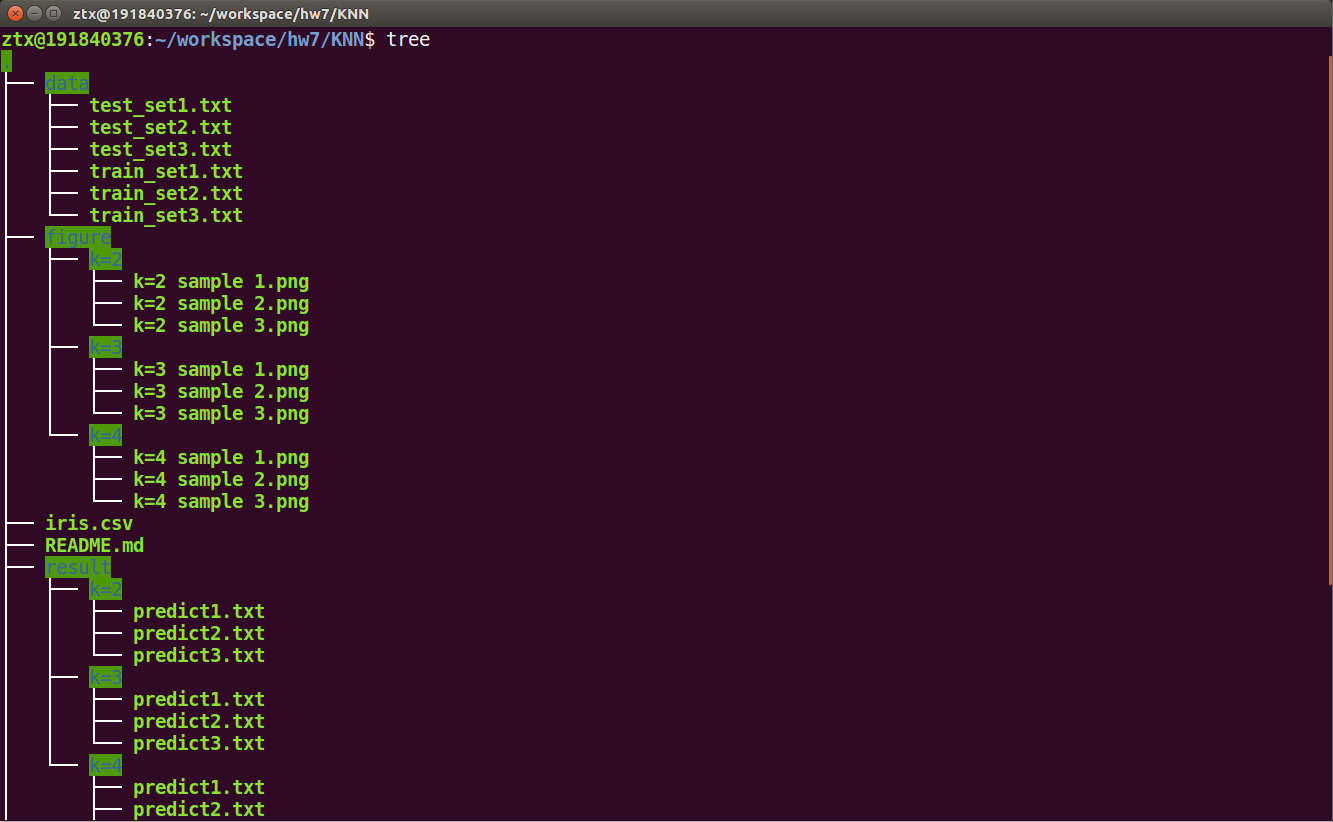 ztx@191840376: ~/workspace/hw7/KNN
ztx@191840376:~/workspace/hw7/KNN$ tree
.
├── data
│   ├── test_set1.txt
│   ├── test_set2.txt
│   ├── test_set3.txt
│   ├── train_set1.txt
│   ├── train_set2.txt
│   └── train_set3.txt
├── figure
│   ├── k=2
│   │   ├── k=2 sample 1.png
│   │   ├── k=2 sample 2.png
│   │   └── k=2 sample 3.png
│   ├── k=3
│   │   ├── k=3 sample 1.png
│   │   ├── k=3 sample 2.png
│   │   └── k=3 sample 3.png
│   └── k=4
│       ├── k=4 sample 1.png
│       ├── k=4 sample 2.png
│       └── k=4 sample 3.png
├── iris.csv
├── README.md
├── result
│   ├── k=2
│   │   ├── predict1.txt
│   │   ├── predict2.txt
│   │   └── predict3.txt
│   ├── k=3
│   │   ├── predict1.txt
│   │   ├── predict2.txt
│   │   └── predict3.txt
│   └── k=4
│       ├── predict1.txt
│       ├── predict2.txt